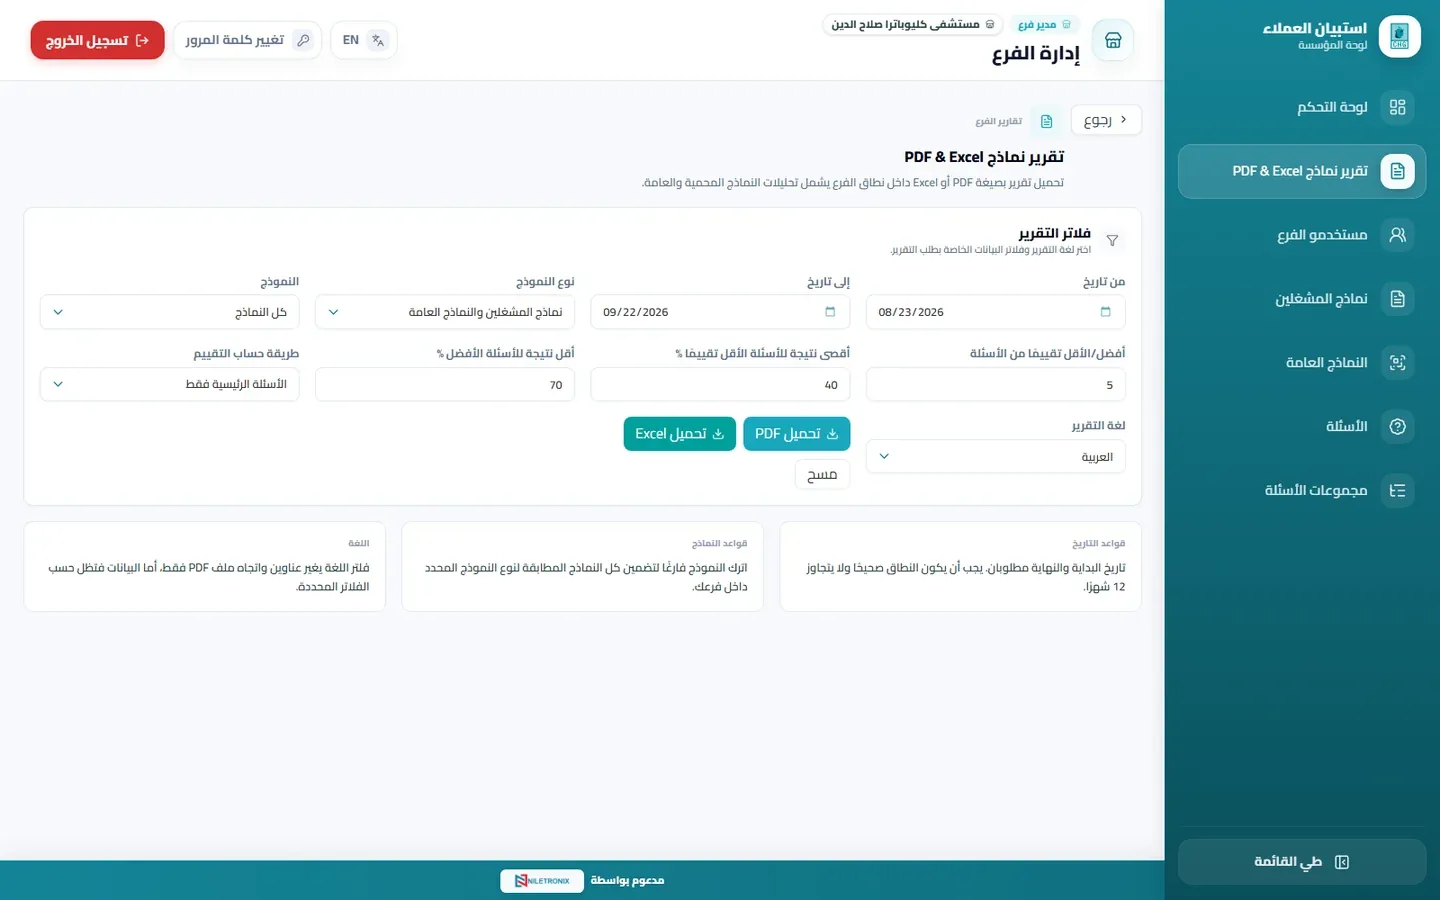 استبيان العملاء
لوحة المؤسسة
CHG
لوحة التحكم
تقرير نماذج PDF & Excel
مستخدمو الفرع
نماذج المشغلين
النماذج العامة
الأسئلة
مجموعات الأسئلة
طي القائمة
مدير فرع
مستشفى كليوباترا صلاح الدين
إدارة الفرع
EN
تغيير كلمة المرور
تسجيل الخروج
رجوع
تقارير الفرع
تقرير نماذج PDF & Excel
تحميل تقرير بصيغة PDF أو Excel داخل نطاق الفرع يشمل تحليلات النماذج المحمية والعامة.
فلاتر التقرير
اختر لغة التقرير وفلاتر البيانات الخاصة بطلب التقرير.
من تاريخ
08/23/2026
إلى تاريخ
09/22/2026
نوع النموذج
نماذج المشغلين والنماذج العامة
النموذج
كل النماذج
أفضل/الأقل تقييمًا من الأسئلة
5
أقصى نتيجة للأسئلة الأقل تقييمًا %
40
أقل نتيجة للأسئلة الأفضل %
70
طريقة حساب التقييم
الأسئلة الرئيسية فقط
لغة التقرير
العربية
تحميل PDF
تحميل Excel
مسح
قواعد التاريخ
تاريخ البداية والنهاية مطلوبان. يجب أن يكون النطاق صحيحًا ولا يتجاوز
12 شهرًا.
قواعد النماذج
اترك النموذج فارغًا لتضمين كل النماذج المطابقة لنوع النموذج المحدد
داخل فرعك.
اللغة
فلتر اللغة يغير عناوين واتجاه ملف PDF فقط، أما البيانات فتظل حسب
الفلاتر المحددة.
مدعوم بواسطة
NILETRONIX